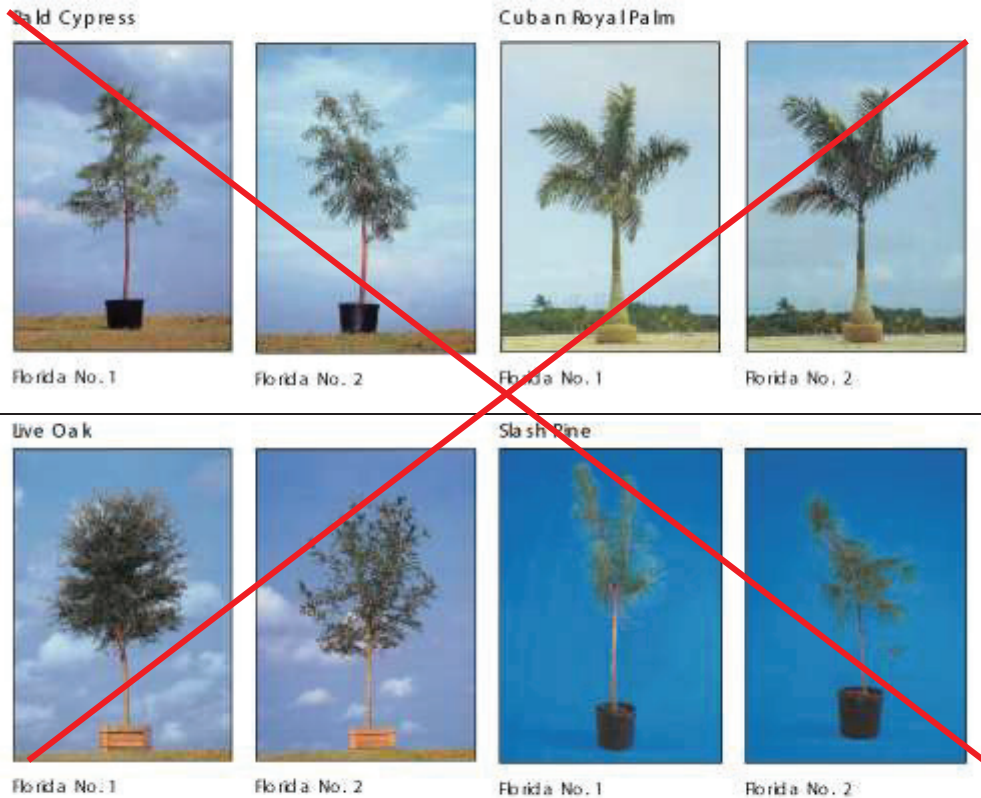 Bald Cypress
Cuban Royal Palm
Florida No. 1
Florida No. 2
Florida No. 1
Florida No. 2
Live Oak
Slash Pine
Florida No. 1
Florida No. 2
Florida No. 1
Florida No. 2